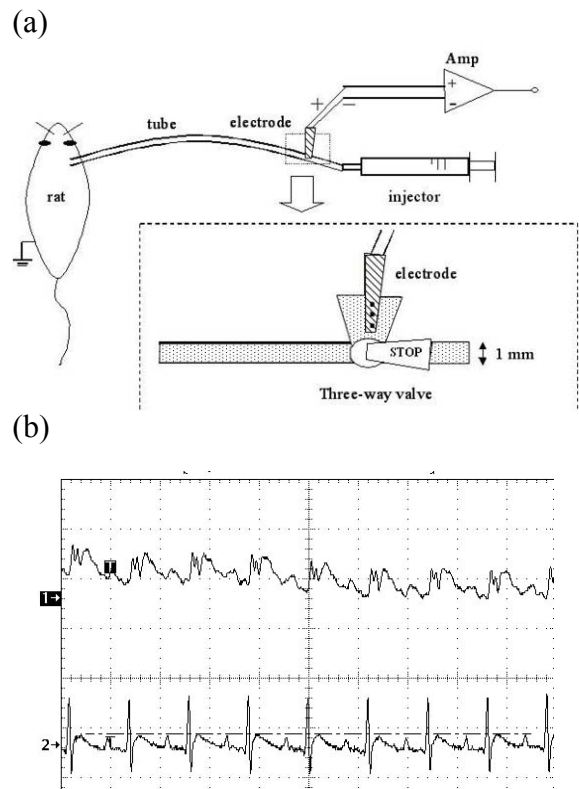 (a)
Amp
+
−
+ −
tube
electrode
rat
injector
electrode
STOP
1 mm
Three-way valve
(b)
T
1→
2→